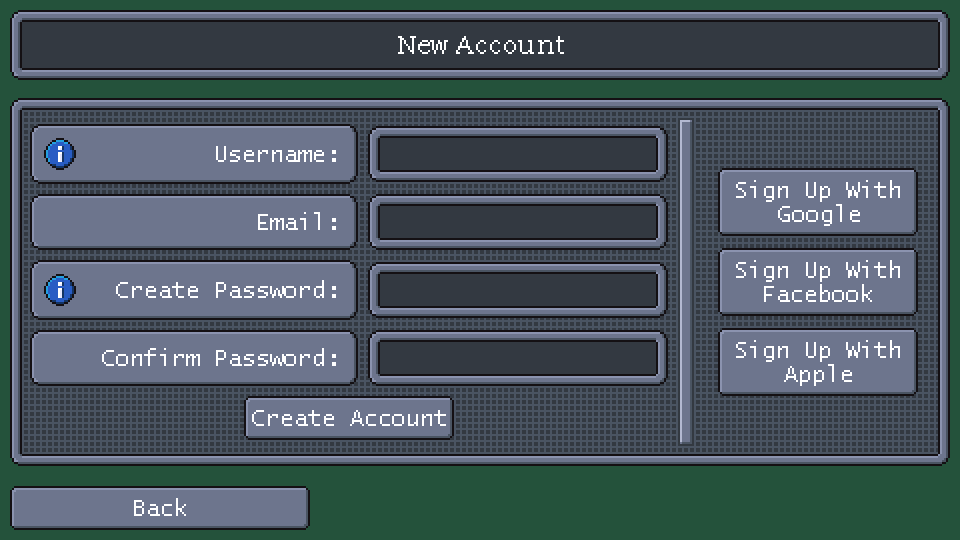 New Account
i Username:
Email:
i Create Password:
Confirm Password:
Create Account
Sign Up With
Google
Sign Up With
Facebook
Sign Up With
Apple
Back